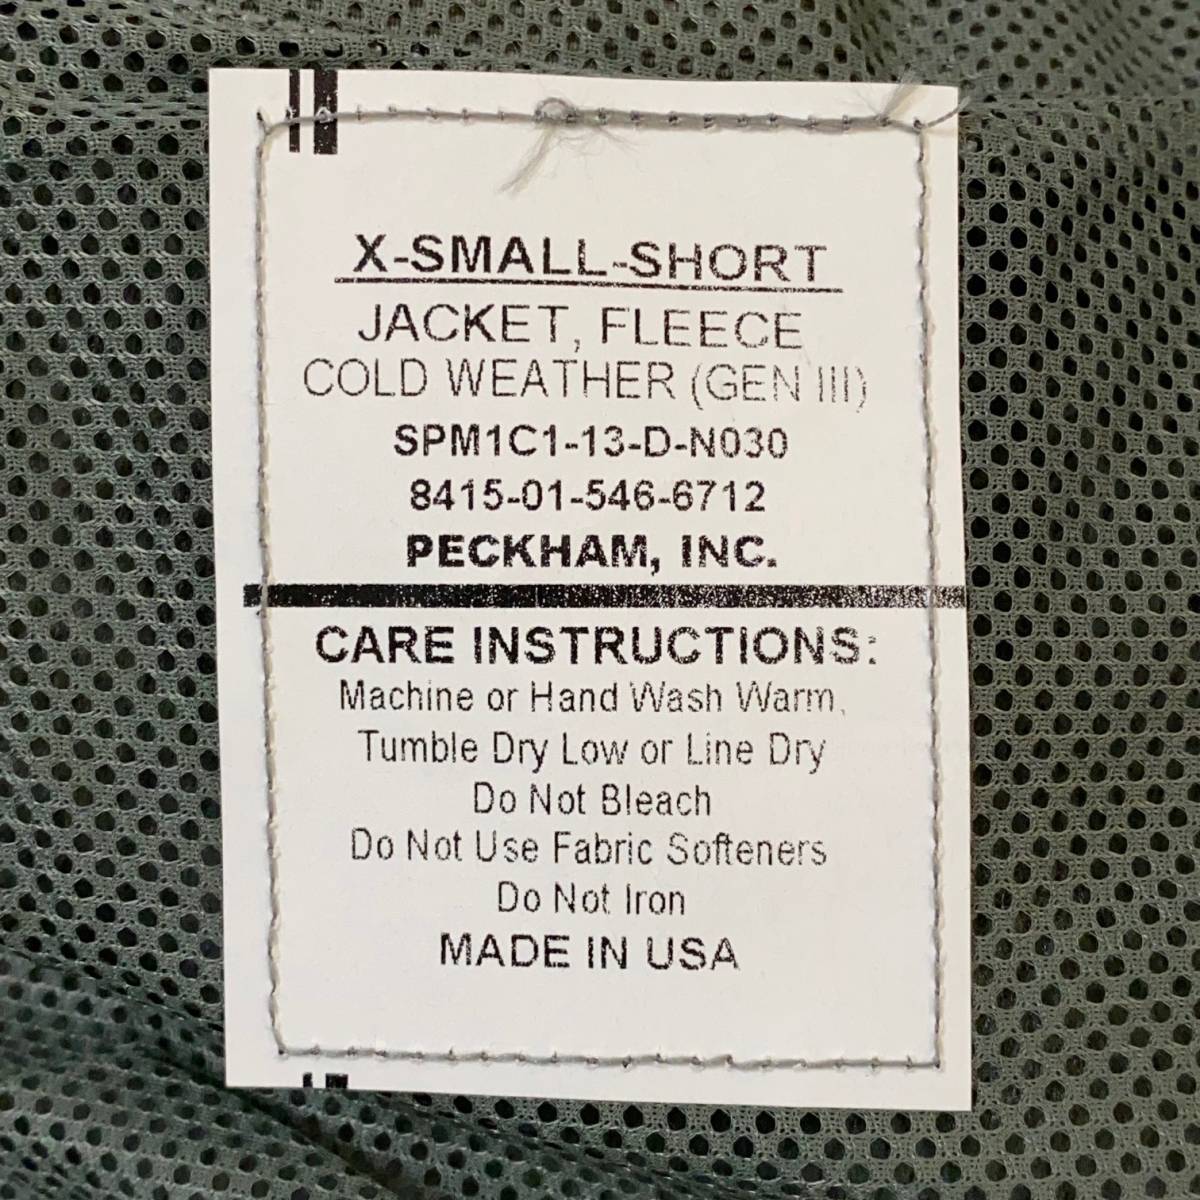 X-SMALL-SHORT
JACKET, FLEECE
COLD WEATHER (GEN III)
SPM1C1-13-D-N030
8415-01-546-6712
PECKHAM, INC.
CARE INSTRUCTIONS:
Machine or Hand Wash Warm,
Tumble Dry Low or Line Dry
Do Not Bleach
Do Not Use Fabric Softeners
Do Not Iron
MADE IN USA